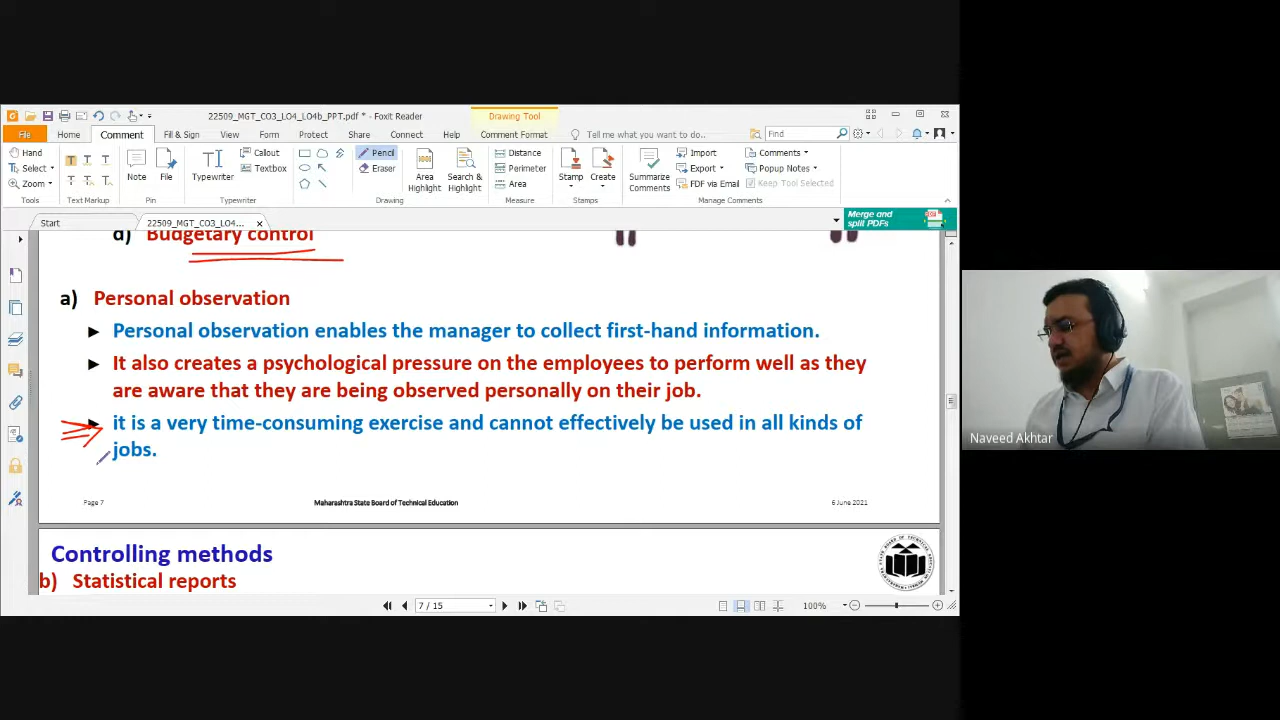 22509_MGT_CO3_LO4_LO4b_PPT.pdf * - Foxit Reader
Drawing Tool
File Home Comment Fill & Sign View Form Protect Share Connect Help Comment Format Tell me what you want to do.. Find
Hand
Select
Zoom
Tools
T T T
T T T
Text Markup
Note
File
Pin
Typewriter
Callout
Textbox
Typewriter
Pencil
Eraser
Area Highlight
Search & Highlight
Drawing
Distance
Perimeter
Area
Measure
Stamp
Create
Stamps
Summarize Comments
Import
Export
FDF via Email
Comments
Popup Notes
Keep Tool Selected
Manage Comments
Start
22509_MGT_CO3_LO4...
Merge and
split PDFs
d) Budgetary control
a) Personal observation
► Personal observation enables the manager to collect first-hand information.
► It also creates a psychological pressure on the employees to perform well as they
are aware that they are being observed personally on their job.
► it is a very time-consuming exercise and cannot effectively be used in all kinds of
jobs.
Page 7
Maharashtra State Board of Technical Education
6 June 2021
Controlling methods
b) Statistical reports
7 / 15
100%
Naveed Akhtar